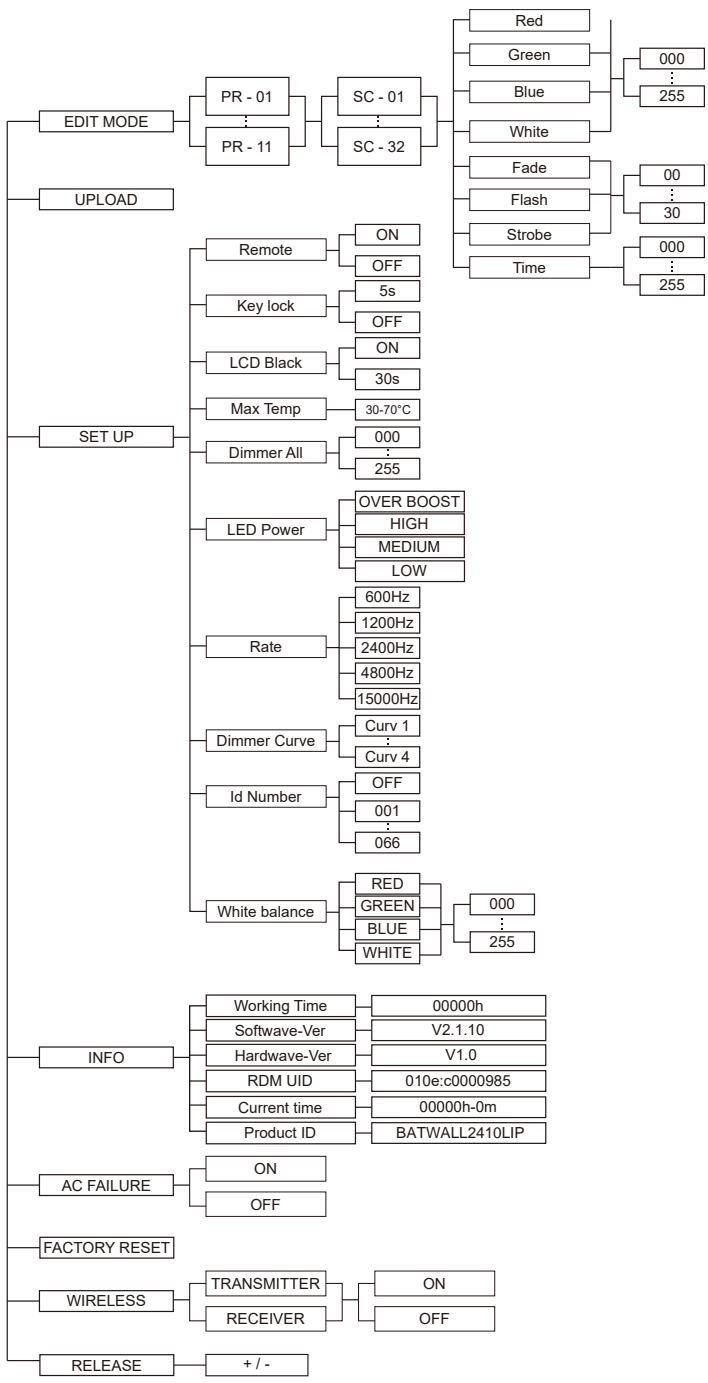 EDIT MODE
PR - 01
PR - 11
SC - 01
SC - 32
Red
Green
Blue
White
000
255
Fade
Flash
Strobe
00
30
Time
000
255
UPLOAD
SET UP
Remote
ON
OFF
Key lock
5s
OFF
LCD Black
ON
30s
Max Temp
30-70°C
Dimmer All
000
255
LED Power
OVER BOOST
HIGH
MEDIUM
LOW
Rate
600Hz
1200Hz
2400Hz
4800Hz
15000Hz
Dimmer Curve
Curv 1
Curv 4
Id Number
OFF
001
066
White balance
RED
GREEN
BLUE
WHITE
000
255
INFO
Working Time
00000h
Softwave-Ver
V2.1.10
Hardwave-Ver
V1.0
RDM UID
010e:c0000985
Current time
00000h-0m
Product ID
BATWALL2410LIP
AC FAILURE
ON
OFF
FACTORY RESET
WIRELESS
TRANSMITTER
RECEIVER
ON
OFF
RELEASE
+ / -